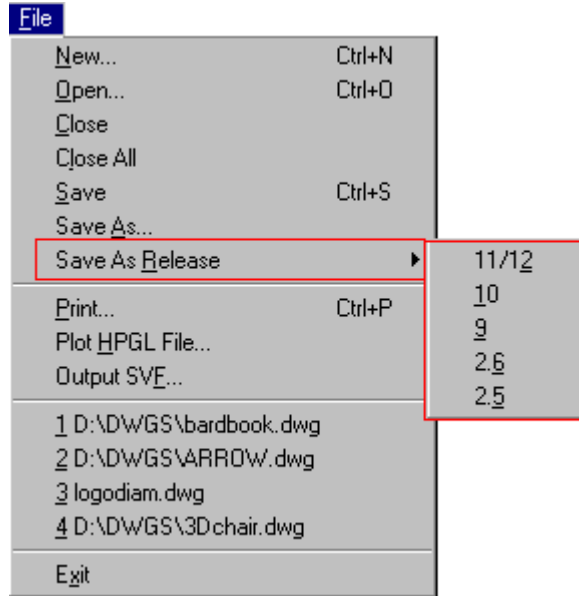 File
New... Ctrl+N
Open... Ctrl+O
Close
Close All
Save Ctrl+S
Save As...
Save As Release
11/12
10
9
2.6
2.5
Print... Ctrl+P
Plot HPGL File...
Output SVF...
1 D:\DWGS\bardbook.dwg
2 D:\DWGS\ARROW.dwg
3 logodiam.dwg
4 D:\DWGS\3Dchair.dwg
Exit